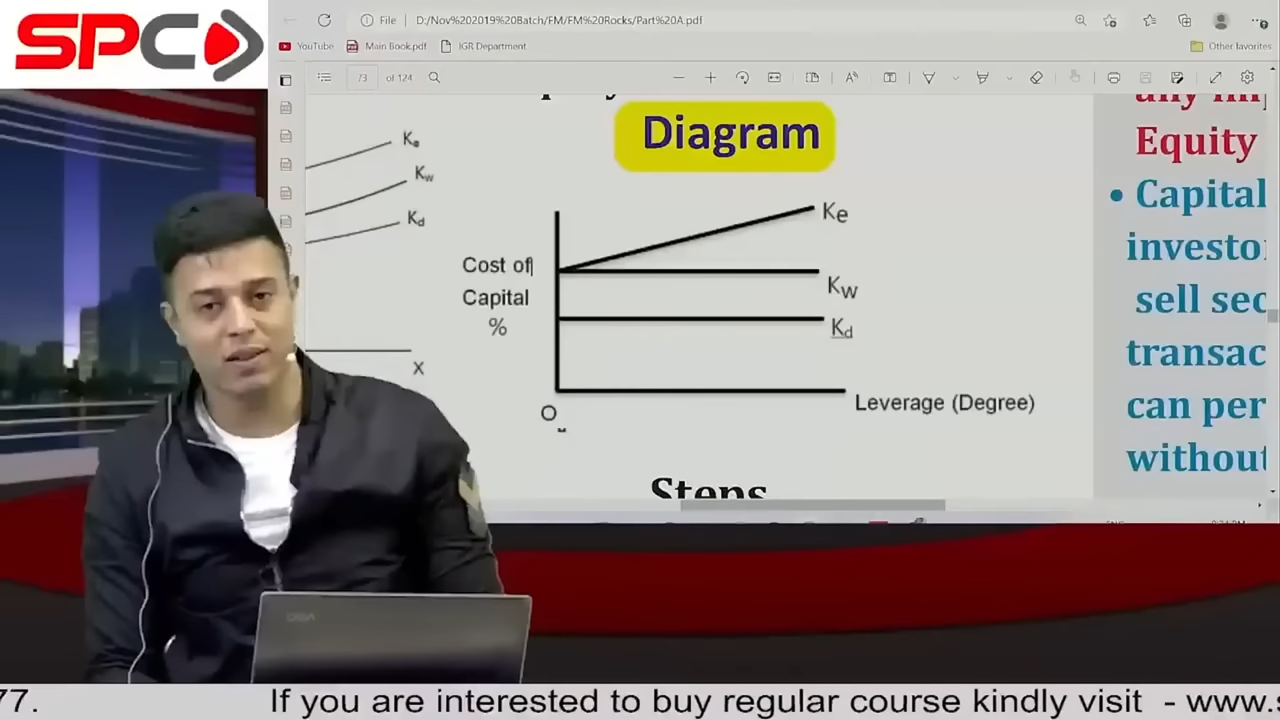 SPC
File D:/Nov%202019%20Batch/FM/FM%20Rocks/Part%20A.pdf
YouTube Main Book.pdf IGR Department Other favorites
73 of 124
Diagram
Ke
Kw
Kd
X
Cost of
Capital
%
Ke
Kw
Kd
O
Leverage (Degree)
Steps
Equity
• Capital
investo
sell sec
transac
can per
without
77. If you are interested to buy regular course kindly visit - www.s